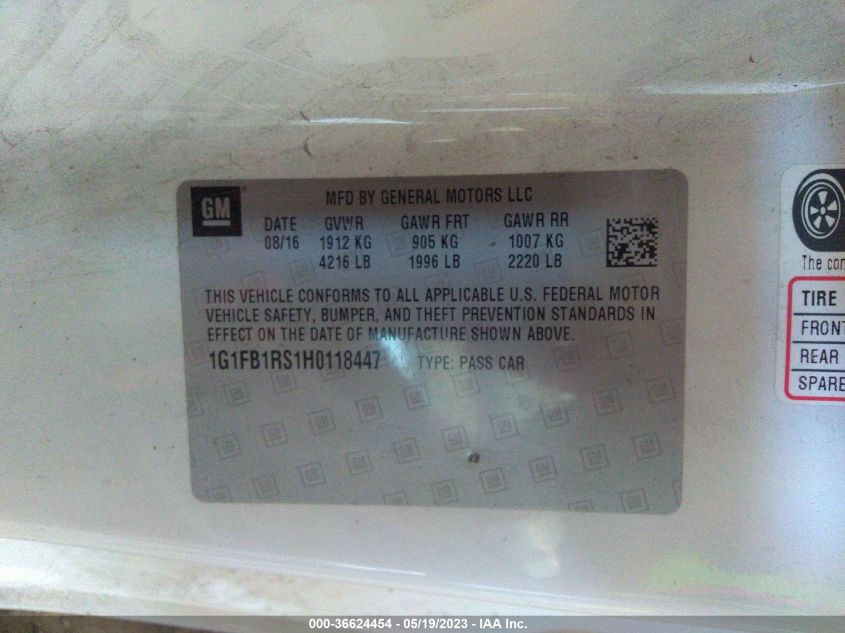 GM
MFD BY GENERAL MOTORS LLC
DATE GVWR GAWR FRT GAWR RR
08/16 1912 KG 905 KG 1007 KG
4216 LB 1996 LB 2220 LB
THIS VEHICLE CONFORMS TO ALL APPLICABLE U.S. FEDERAL MOTOR
VEHICLE SAFETY, BUMPER, AND THEFT PREVENTION STANDARDS IN
EFFECT ON THE DATE OF MANUFACTURE SHOWN ABOVE.
1G1FB1RS1H0118447 TYPE: PASS CAR
The com
TIRE
FRONT
REAR
SPARE
000-36624454 - 05/19/2023 - IAA Inc.